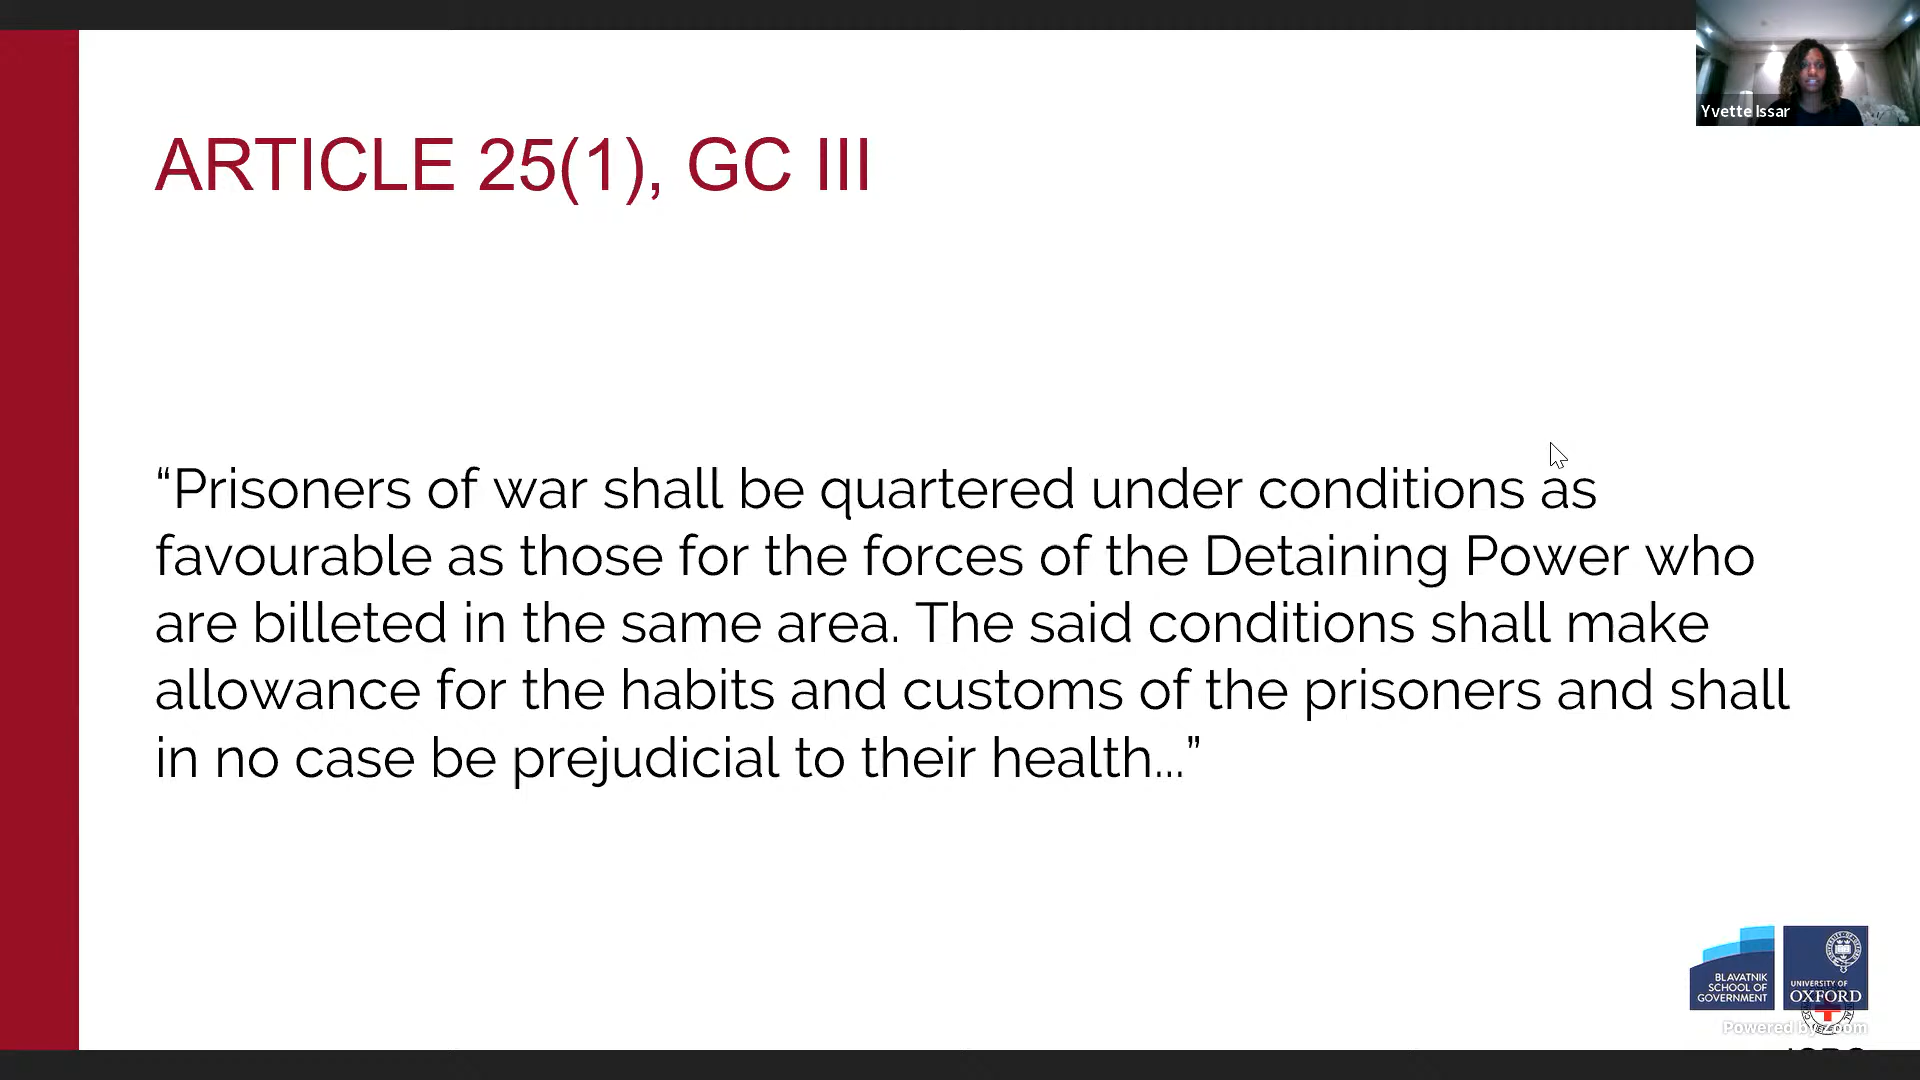 Yvette Issar
ARTICLE 25(1), GC III
“Prisoners of war shall be quartered under conditions as
favourable as those for the forces of the Detaining Power who
are billeted in the same area. The said conditions shall make
allowance for the habits and customs of the prisoners and shall
in no case be prejudicial to their health...”
BLAVATNIK
SCHOOL OF
GOVERNMENT
UNIVERSITY OF
OXFORD
Powered by Zoom